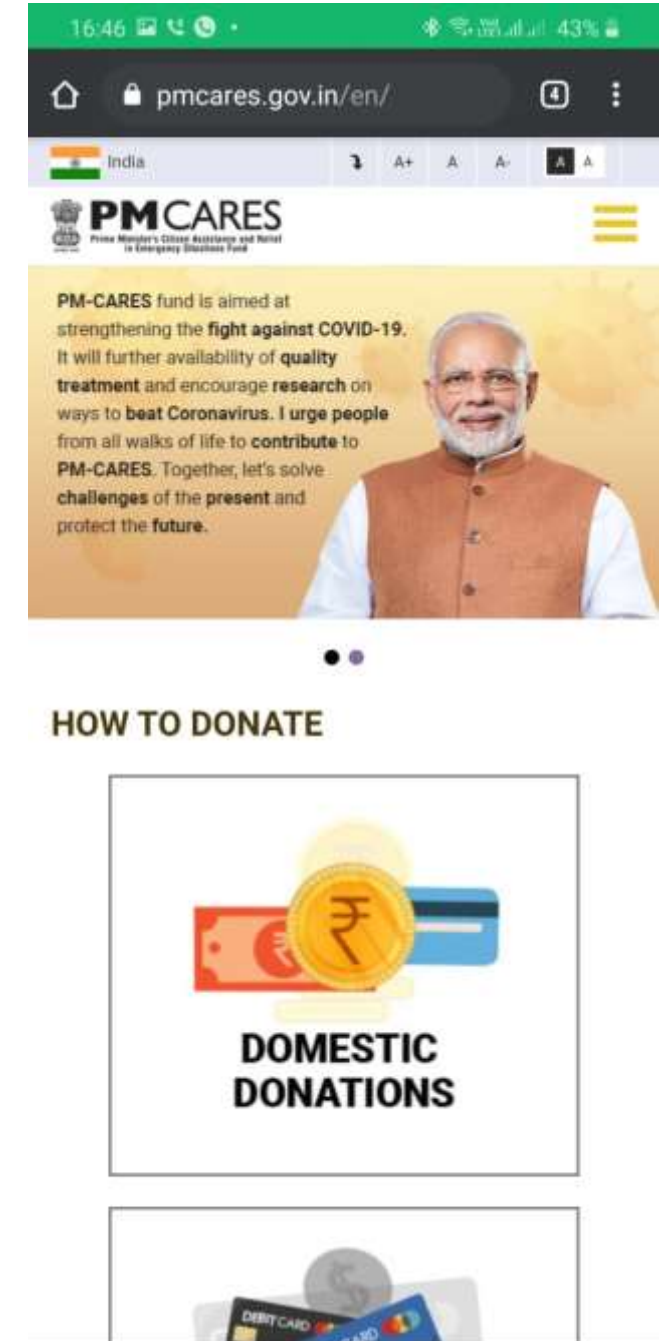 16:46 43%
pmcares.gov.in/en/ 4
India A+ A A- A A
PM CARES
Prime Minister's Citizen Assistance and Relief
in Emergency Situations Fund
PM-CARES fund is aimed at
strengthening the fight against COVID-19.
It will further availability of quality
treatment and encourage research on
ways to beat Coronavirus. I urge people
from all walks of life to contribute to
PM-CARES. Together, let's solve
challenges of the present and
protect the future.
HOW TO DONATE
₹ ₹
DOMESTIC
DONATIONS
$
DEBIT CARD